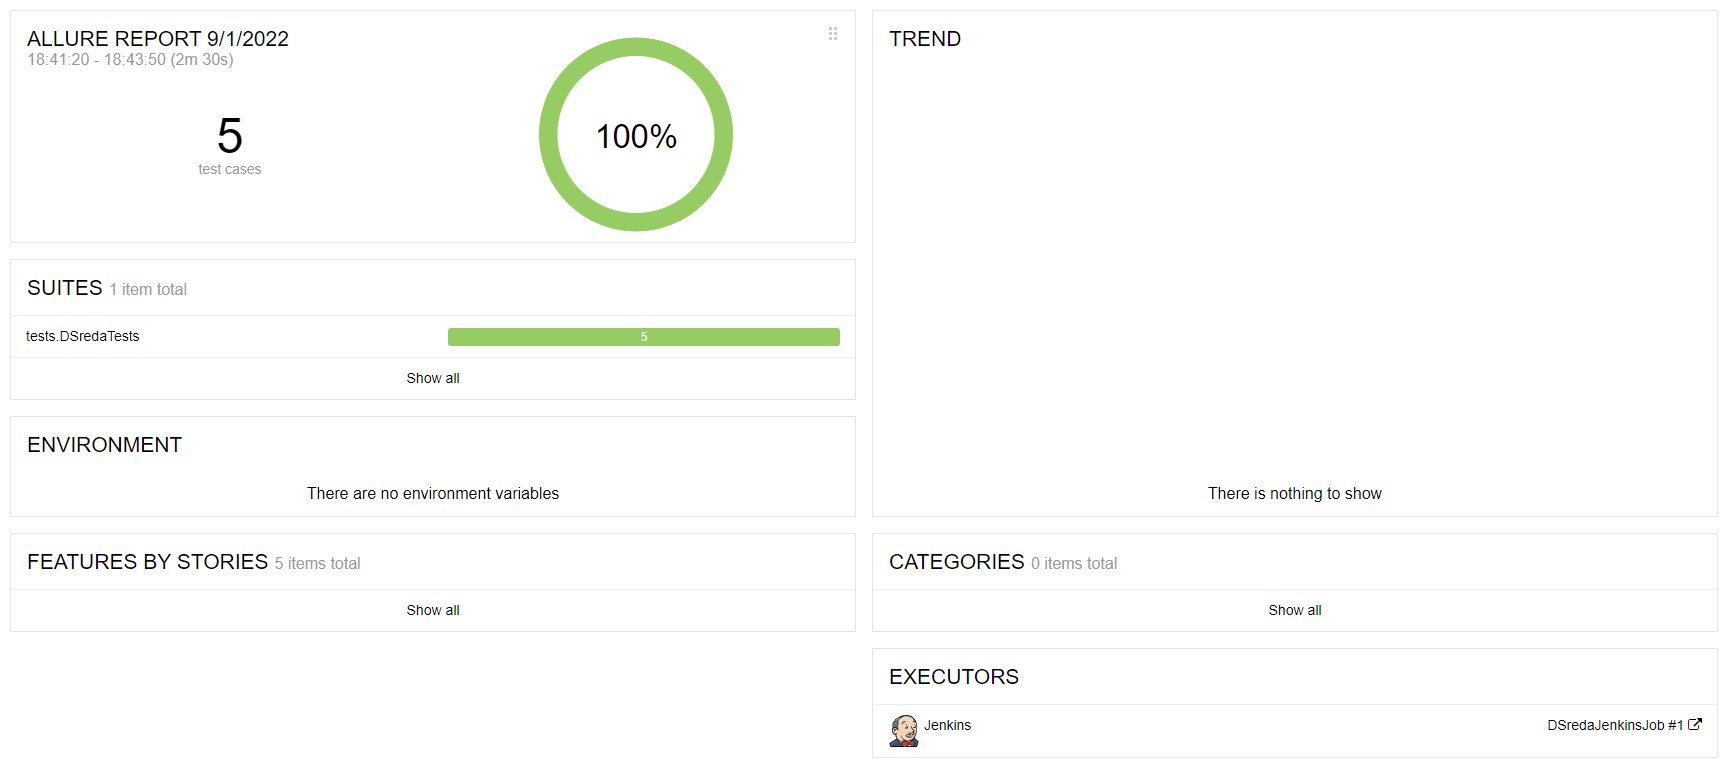 ALLURE REPORT 9/1/2022
18:41:20 - 18:43:50 (2m 30s)
5
test cases
100%
SUITES 1 item total
tests.DSredaTests 5
Show all
ENVIRONMENT
There are no environment variables
FEATURES BY STORIES 5 items total
Show all
TREND
There is nothing to show
CATEGORIES 0 items total
Show all
EXECUTORS
Jenkins DSredaJenkinsJob #1